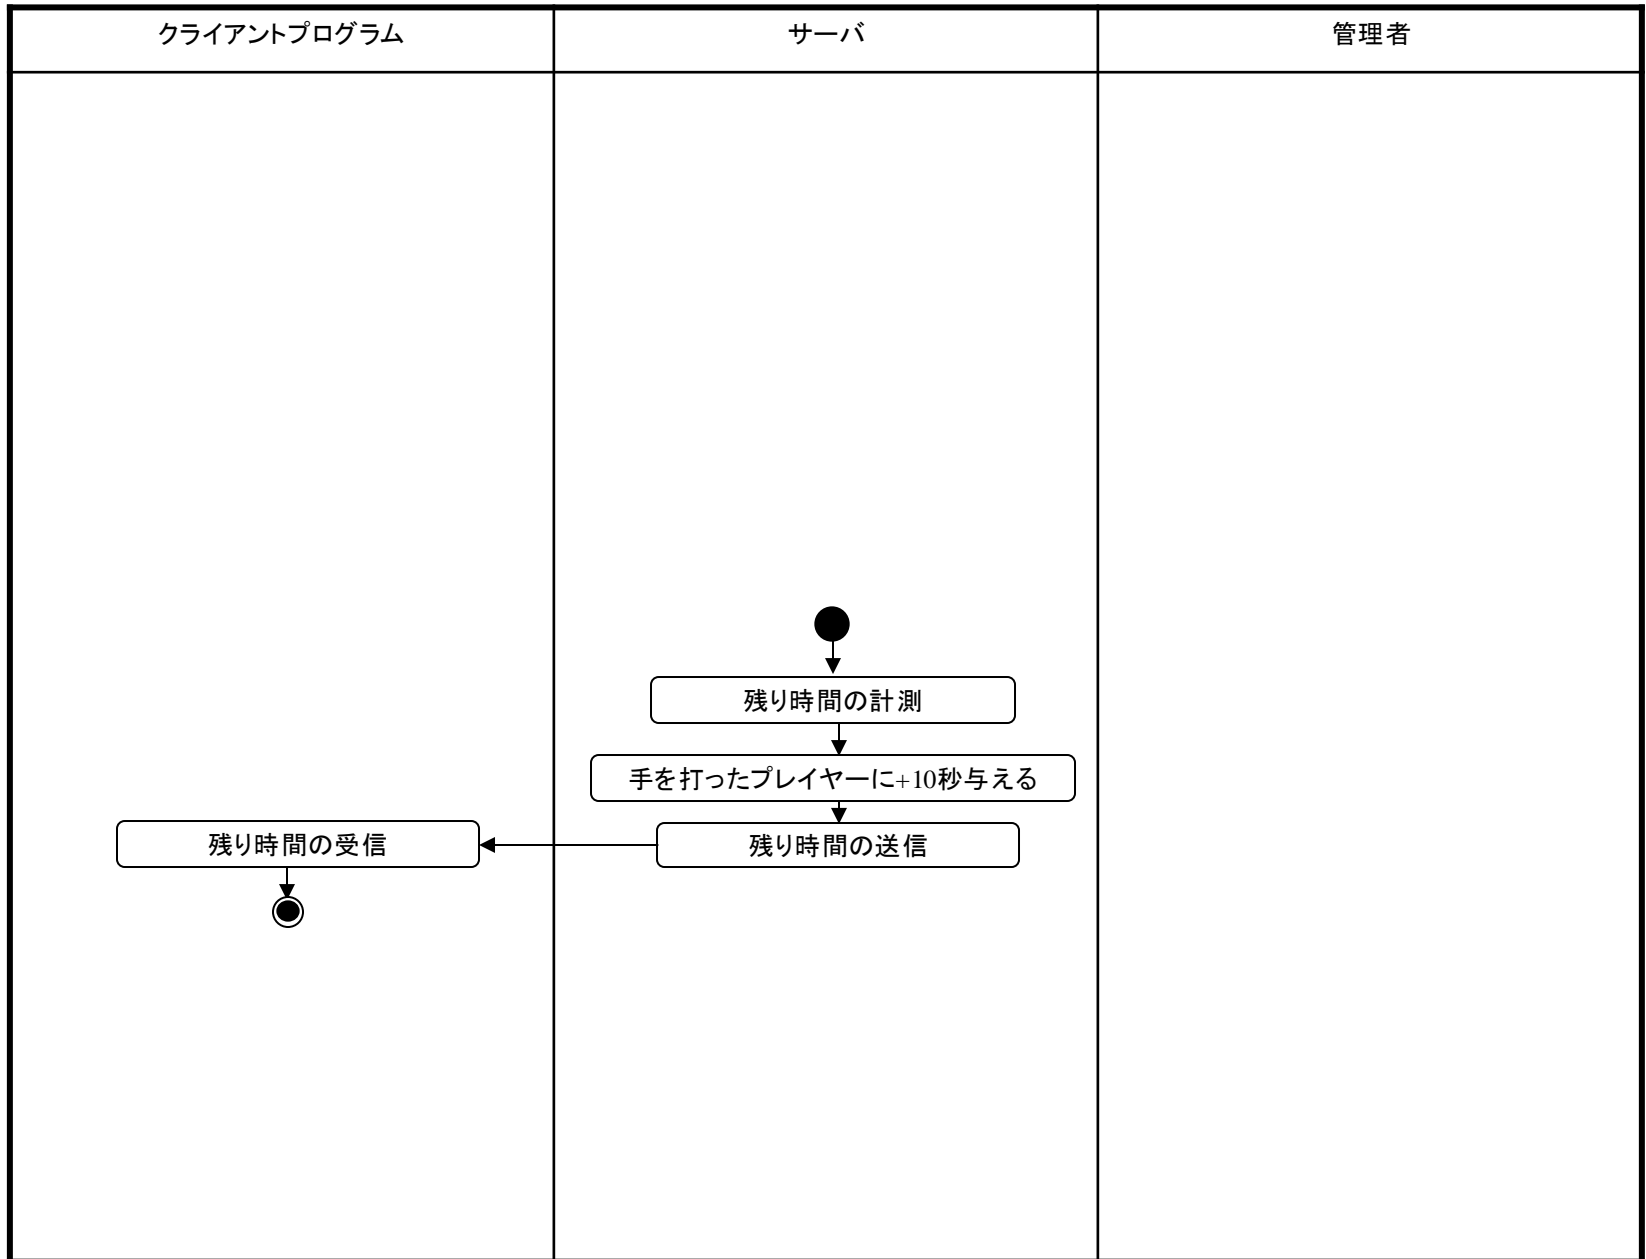 クライアントプログラム
サーバ
管理者
残り時間の計測
手を打ったプレイヤーに+10秒与える
残り時間の受信
残り時間の送信